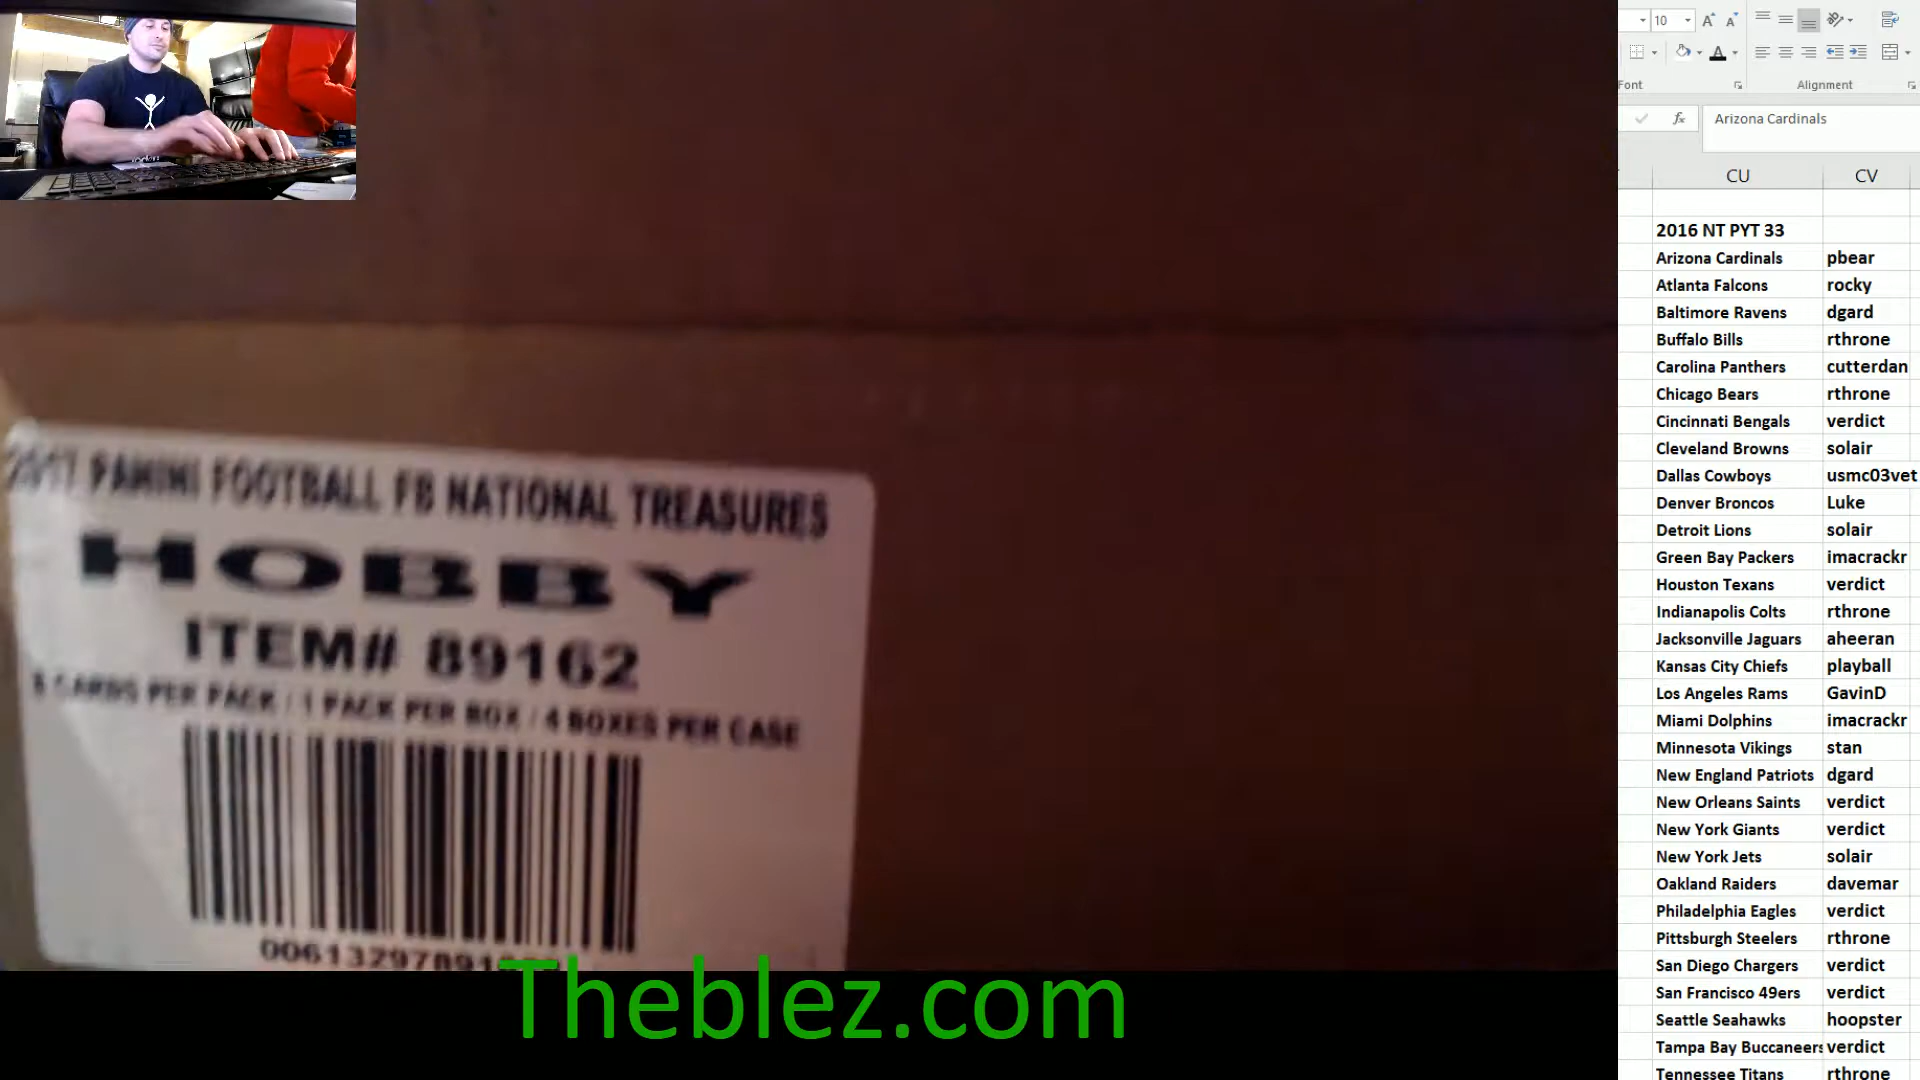 10
Font
Alignment
fx
Arizona Cardinals
CU CV
2016 NT PYT 33
Arizona Cardinals pbear
Atlanta Falcons rocky
Baltimore Ravens dgard
Buffalo Bills rthrone
Carolina Panthers cutterdan
Chicago Bears rthrone
Cincinnati Bengals verdict
Cleveland Browns solair
Dallas Cowboys usmc03vet
Denver Broncos Luke
Detroit Lions solair
Green Bay Packers imacrackr
Houston Texans verdict
Indianapolis Colts rthrone
Jacksonville Jaguars aheeran
Kansas City Chiefs playball
Los Angeles Rams GavinD
Miami Dolphins imacrackr
Minnesota Vikings stan
New England Patriots dgard
New Orleans Saints verdict
New York Giants verdict
New York Jets solair
Oakland Raiders davemar
Philadelphia Eagles verdict
Pittsburgh Steelers rthrone
San Diego Chargers verdict
San Francisco 49ers verdict
Seattle Seahawks hoopster
Tampa Bay Buccaneers verdict
Tennessee Titans rthrone
2017 PANINI FOOTBALL FB NATIONAL TREASURES
HOBBY
ITEM# 89162
CARDS PER PACK / 1 PACK PER BOX / 4 BOXES PER CASE
Theblez.com